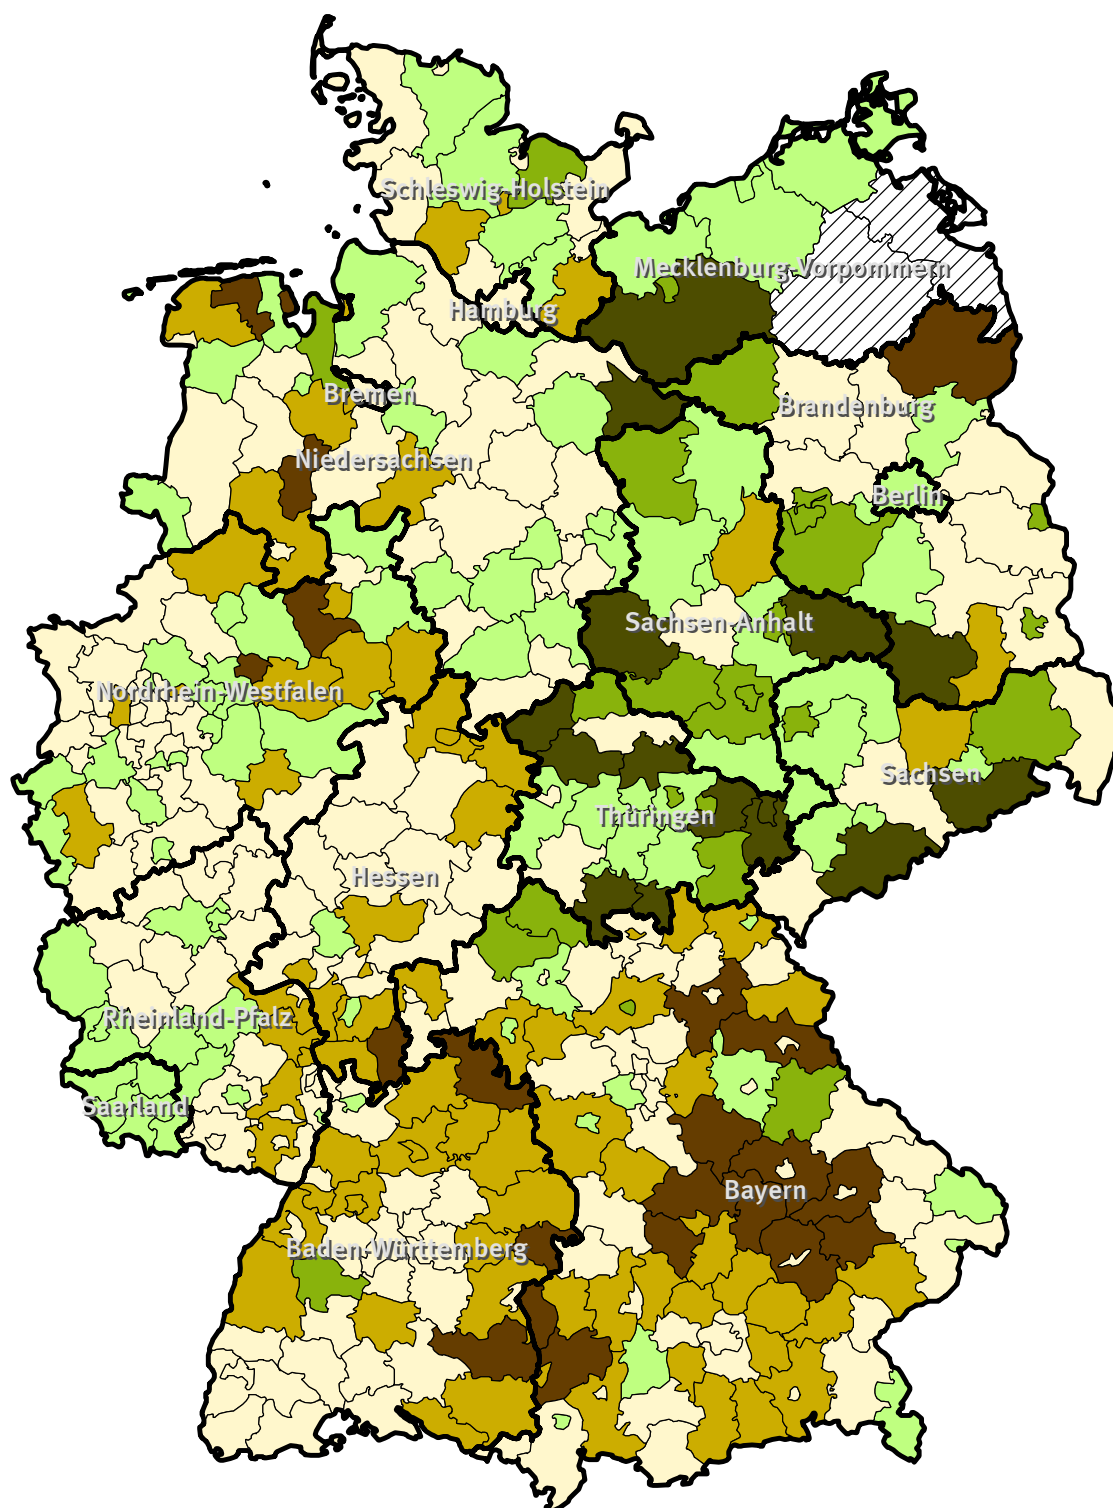 Schleswig-Holstein
Mecklenburg-Vorpommern
Hamburg
Bremen
Brandenburg
Niedersachsen
Berlin
Sachsen-Anhalt
Nordrhein-Westfalen
Sachsen
Thüringen
Hessen
Rheinland-Pfalz
Saarland
Bayern
Baden-Württemberg